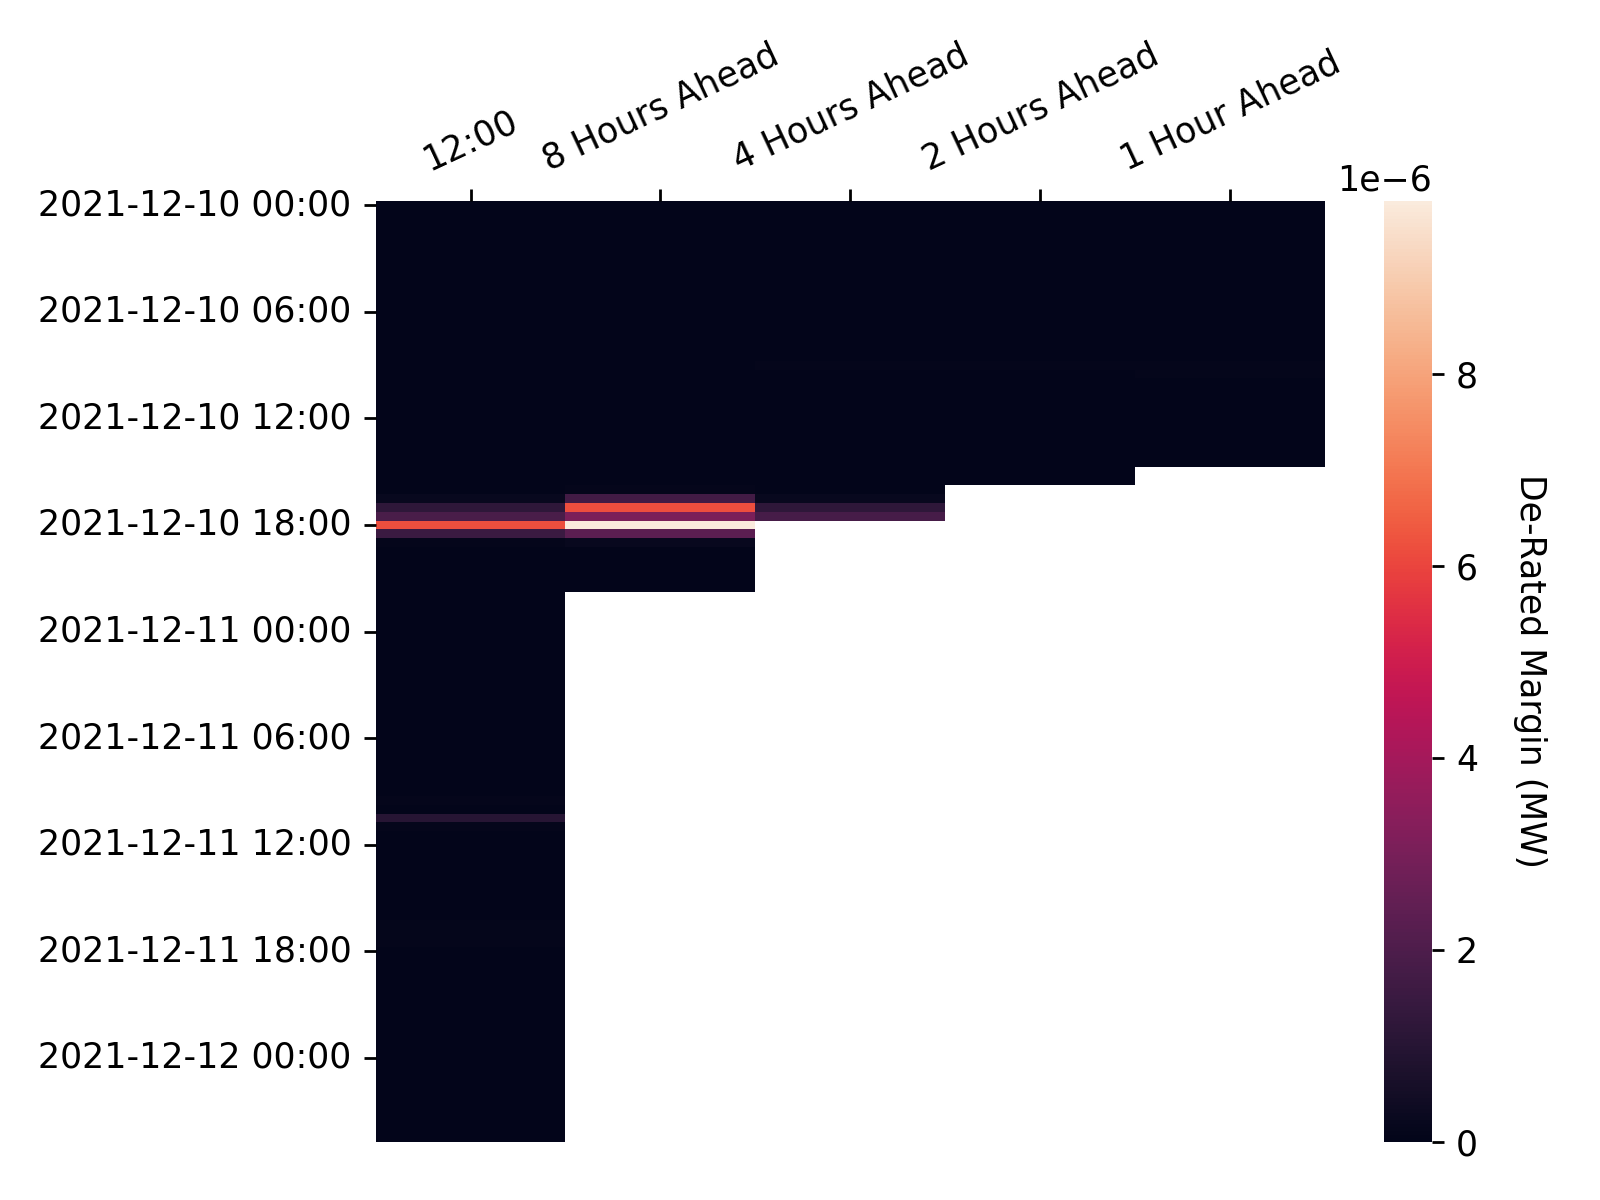 12:00
8 Hours Ahead
4 Hours Ahead
2 Hours Ahead
1 Hour Ahead
1e−6
2021-12-10 00:00
2021-12-10 06:00
2021-12-10 12:00
2021-12-10 18:00
2021-12-11 00:00
2021-12-11 06:00
2021-12-11 12:00
2021-12-11 18:00
2021-12-12 00:00
8
6
4
2
0
De-Rated Margin (MW)